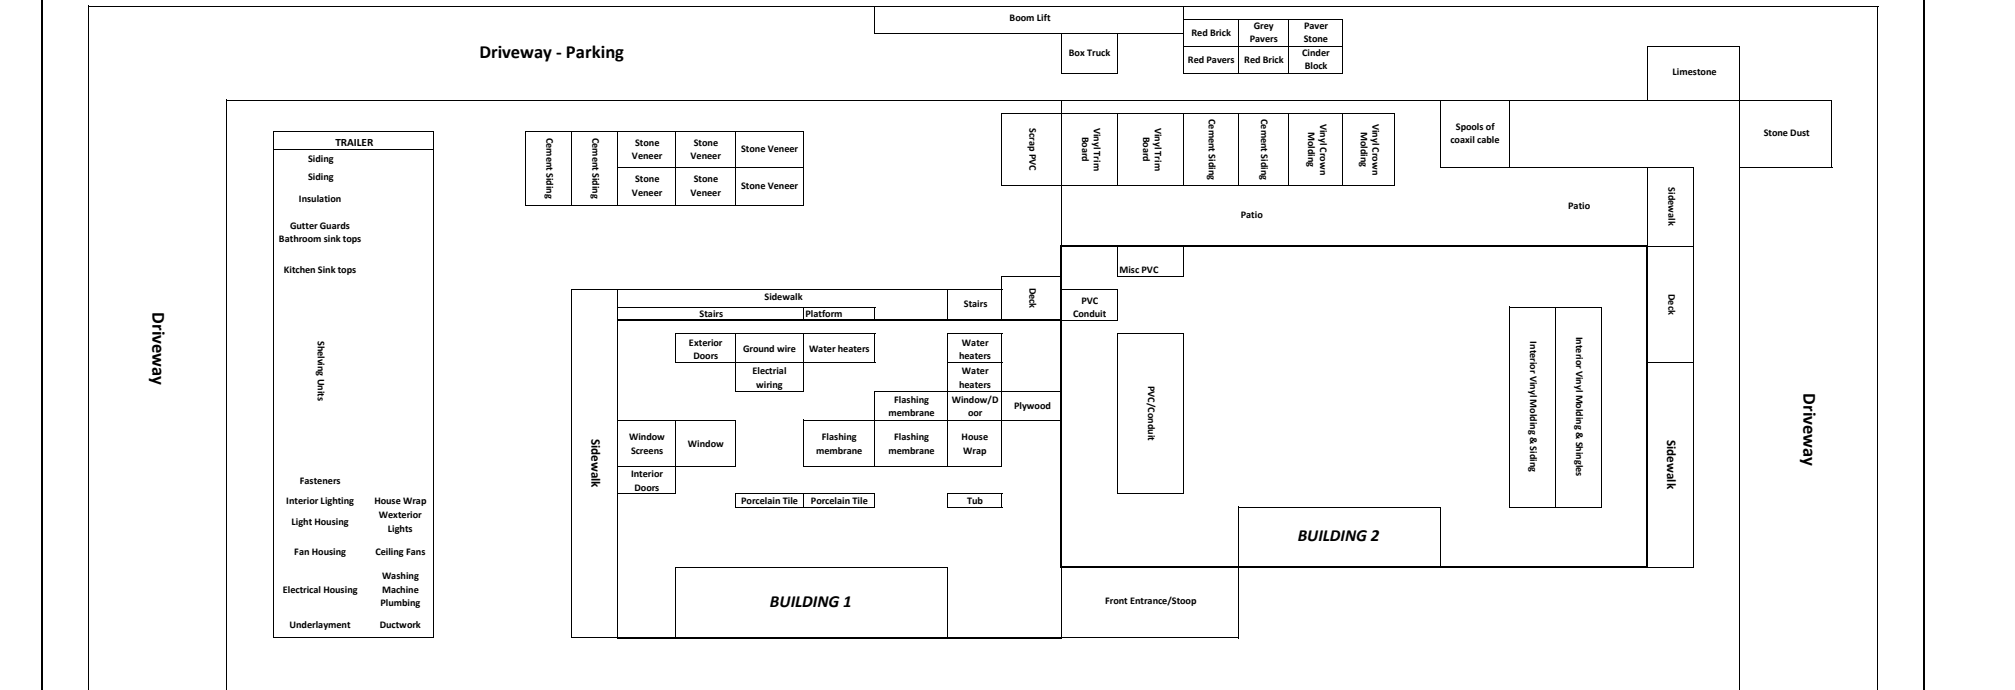 Boom Lift
Driveway - Parking
Box Truck
Red Brick
Grey
Pavers
Paver
Stone
Red Pavers
Red Brick
Cinder
Block
Limestone
Stone Dust
Spools of
coaxil cable
TRAILER
Siding
Siding
Insulation
Gutter Guards
Bathroom sink tops
Kitchen Sink tops
Shelving Units
Fasteners
Interior Lighting
House Wrap
Light Housing
Wexterior
Lights
Fan Housing
Ceiling Fans
Electrical Housing
Washing
Machine
Plumbing
Underlayment
Ductwork
Driveway
Cement Siding
Cement Siding
Stone
Veneer
Stone
Veneer
Stone Veneer
Stone
Veneer
Stone
Veneer
Stone Veneer
Scrap PVC
Vinyl Trim
Board
Vinyl Trim
Board
Cement Siding
Cement Siding
Vinyl Crown
Molding
Vinyl Crown
Molding
Patio
Patio
Sidewalk
Deck
Sidewalk
Driveway
Sidewalk
Sidewalk
Stairs
Platform
Stairs
Deck
PVC
Conduit
Misc PVC
Exterior
Doors
Ground wire
Water heaters
Water
heaters
Electrial
wiring
Water
heaters
Flashing
membrane
Window/D
oor
Plywood
Window
Screens
Window
Flashing
membrane
Flashing
membrane
House
Wrap
Interior
Doors
Porcelain Tile
Porcelain Tile
Tub
PVC/Conduit
Interior Vinyl Molding & Siding
Interior Vinyl Molding & Shingles
BUILDING 2
BUILDING 1
Front Entrance/Stoop